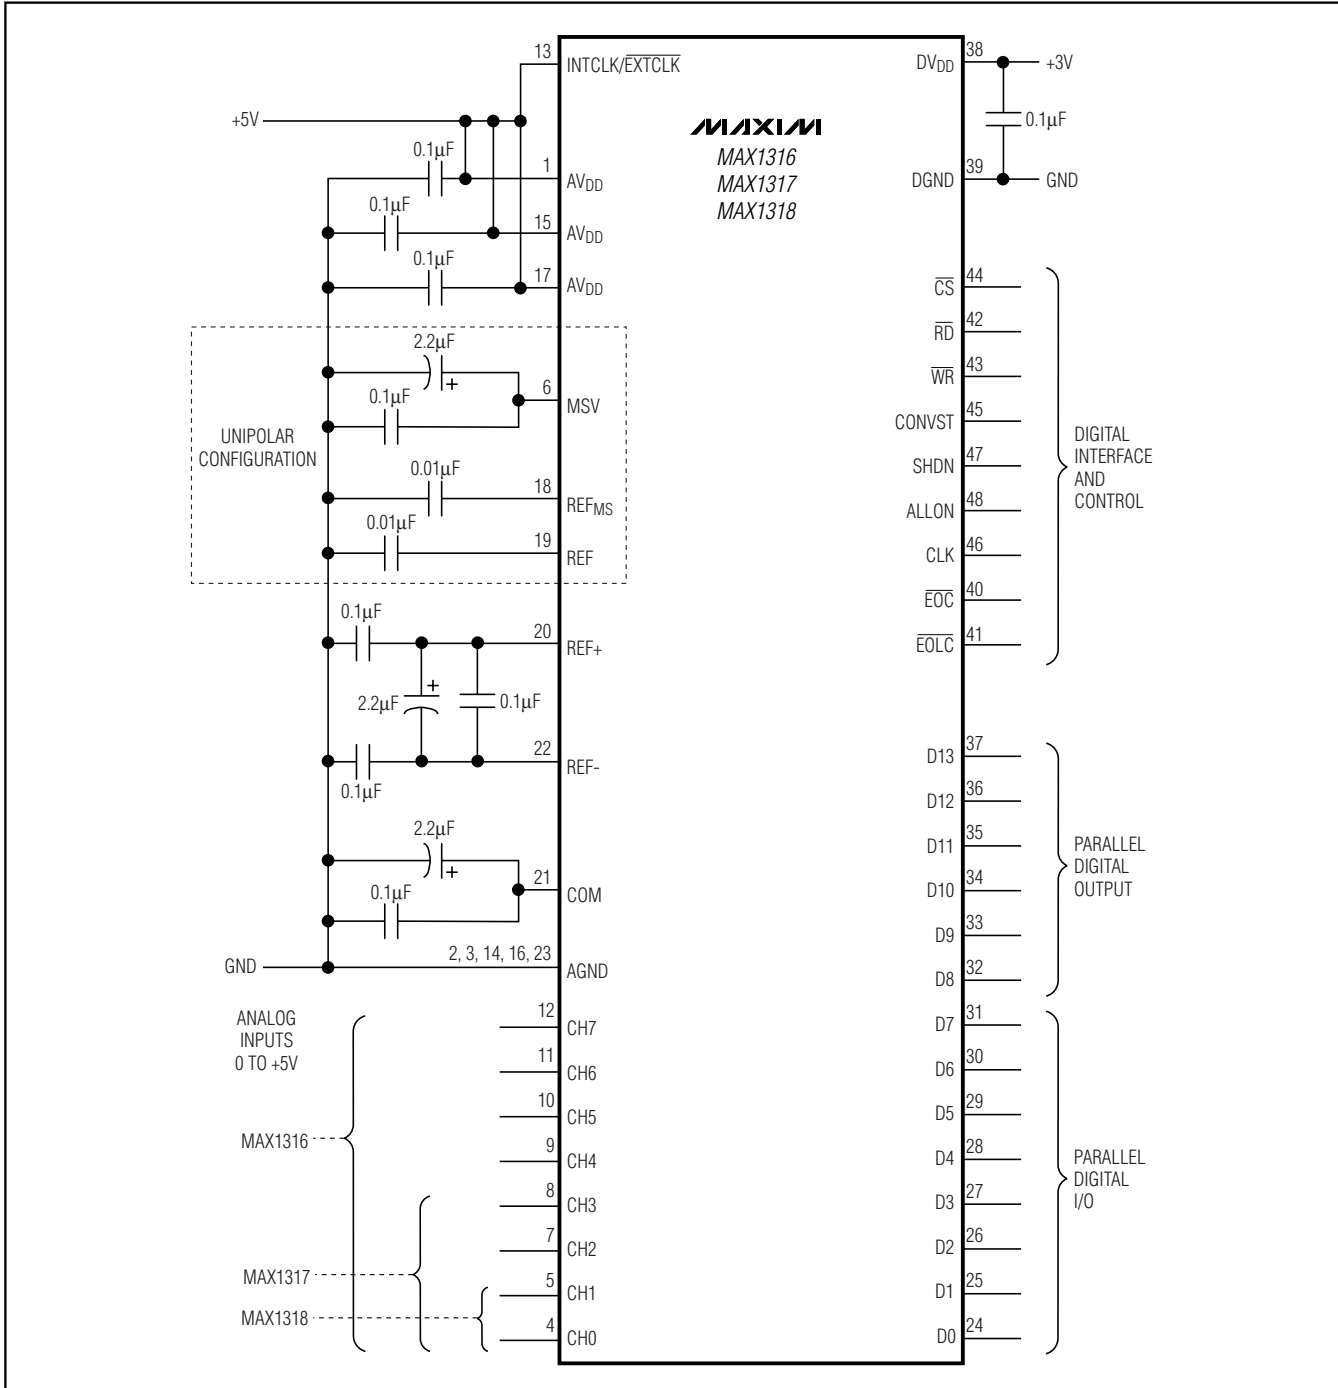 13
INTCLK/EXTCLK
+5V
0.1µF
1
AVDD
0.1µF
15
AVDD
0.1µF
17
AVDD
2.2µF
+
6
MSV
0.1µF
UNIPOLAR
CONFIGURATION
0.01µF
18
REFMS
0.01µF
19
REF
0.1µF
20
REF+
+
2.2µF
0.1µF
22
REF-
0.1µF
2.2µF
+
21
COM
0.1µF
GND
2, 3, 14, 16, 23
AGND
ANALOG
INPUTS
0 TO +5V
12
CH7
11
CH6
10
CH5
MAX1316
9
CH4
8
CH3
7
CH2
MAX1317
5
CH1
MAX1318
4
CH0
MAXIM
MAX1316
MAX1317
MAX1318
DVDD
38
+3V
0.1µF
DGND
39
GND
CS
44
RD
42
WR
43
CONVST
45
SHDN
47
ALLON
48
CLK
46
EOC
40
EOLC
41
DIGITAL
INTERFACE
AND
CONTROL
D13
37
D12
36
D11
35
D10
34
D9
33
D8
32
PARALLEL
DIGITAL
OUTPUT
D7
31
D6
30
D5
29
D4
28
D3
27
D2
26
D1
25
D0
24
PARALLEL
DIGITAL
I/O